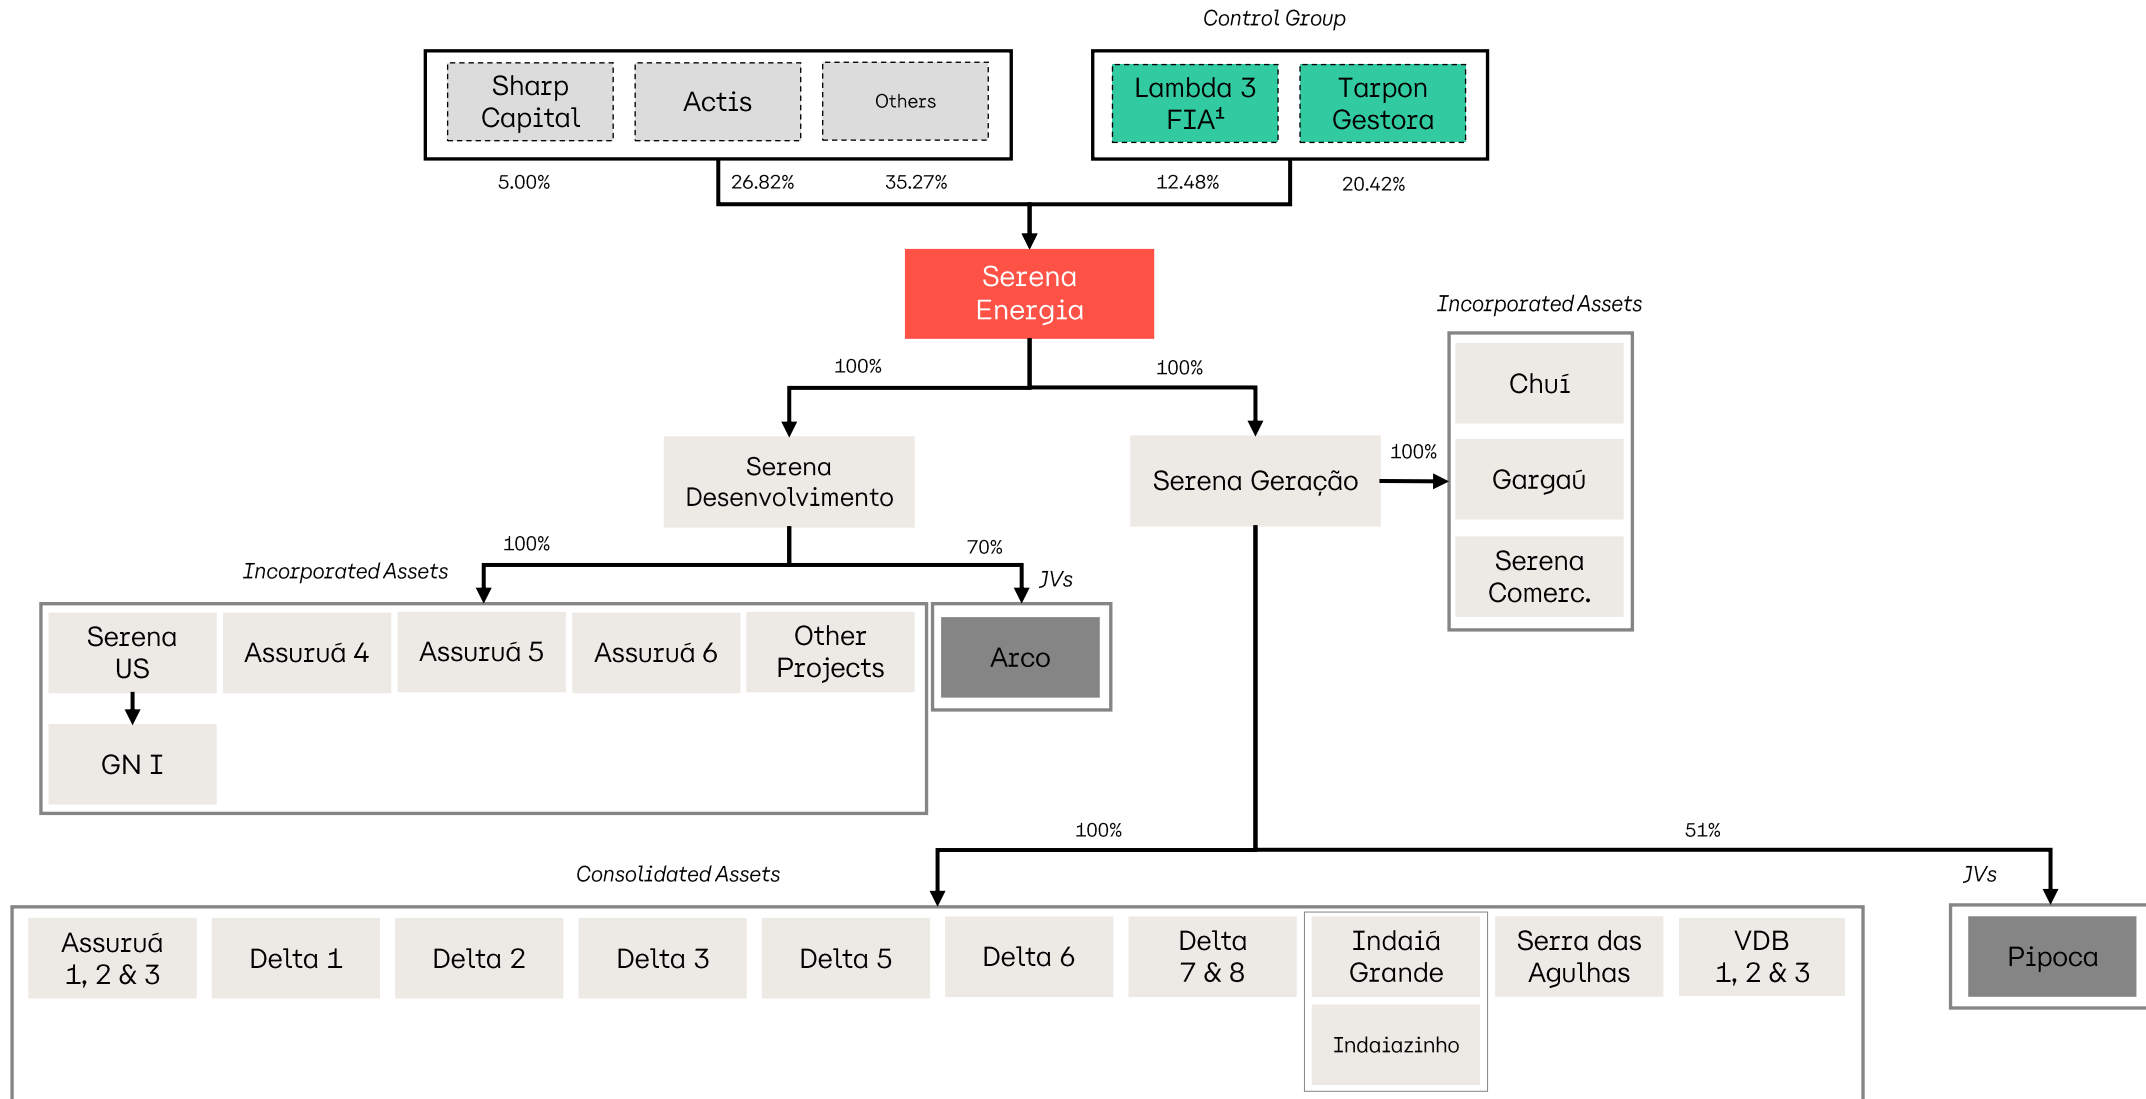 Control Group
Sharp
Capital
Actis
Others
Lambda 3
FIA¹
Tarpon
Gestora
5.00%
26.82%
35.27%
12.48%
20.42%
Serena
Energia
100%
100%
Incorporated Assets
Chuí
Gargaú
Serena
Comerc.
Serena
Desenvolvimento
Serena Geração
100%
100%
70%
Incorporated Assets
JVs
Serena
US
Assuruá 4
Assuruá 5
Assuruá 6
Other
Projects
Arco
GN I
100%
51%
Consolidated Assets
JVs
Assuruá
1, 2 & 3
Delta 1
Delta 2
Delta 3
Delta 5
Delta 6
Delta
7 & 8
Indaiá
Grande
Serra das
Agulhas
VDB
1, 2 & 3
Pipoca
Indaiazinho